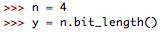 >>> n = 4
>>> y = n.bit_length()